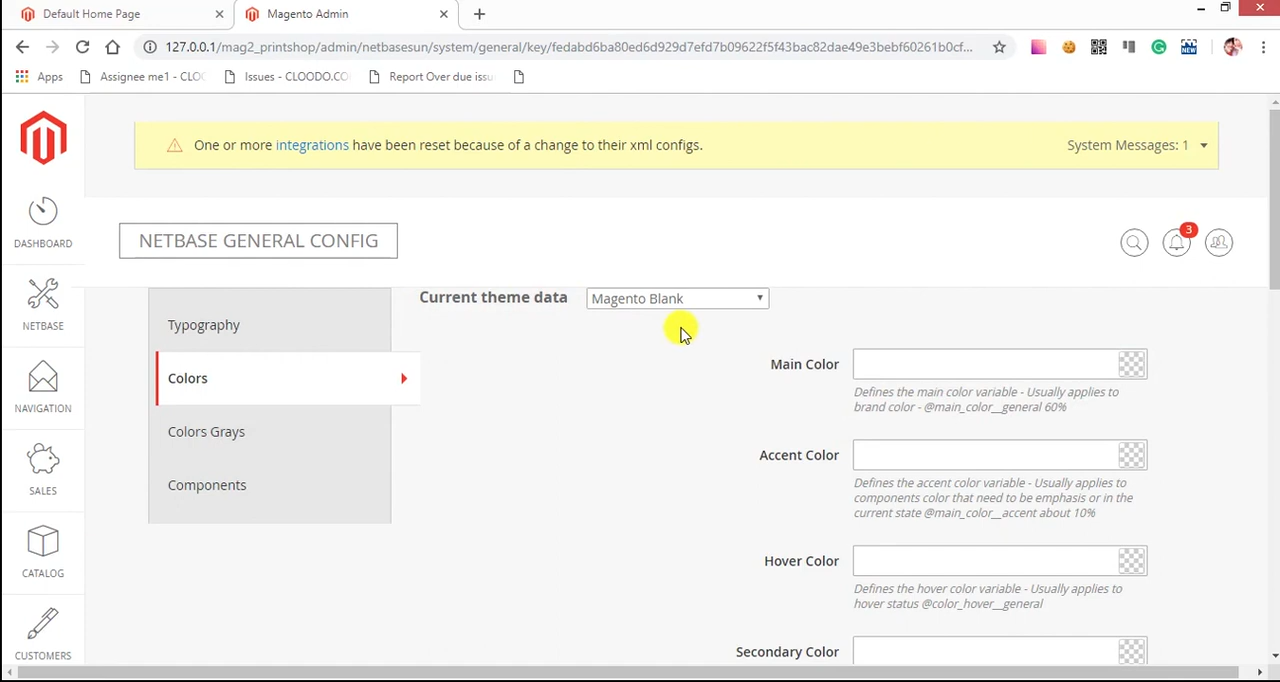 Default Home Page
Magento Admin
127.0.0.1/mag2_printshop/admin/netbasesun/system/general/key/fedabd6ba80ed6d929d7efd7b09622f5f43bac82dae49e3bebf60261b0cf...
Apps
Assignee me1 - CLOO
Issues - CLOODO.CO
Report Over due issu
NEW
One or more integrations have been reset because of a change to their xml configs.
System Messages: 1
DASHBOARD
NETBASE GENERAL CONFIG
3
NETBASE
Current theme data
Magento Blank
Typography
Colors
Main Color
Defines the main color variable - Usually applies to
brand color - @main_color__general 60%
NAVIGATION
Colors Grays
Accent Color
Defines the accent color variable - Usually applies to
components color that need to be emphasis or in the
current state @main_color__accent about 10%
SALES
Components
Hover Color
Defines the hover color variable - Usually applies to
hover status @color_hover__general
CATALOG
CUSTOMERS
Secondary Color